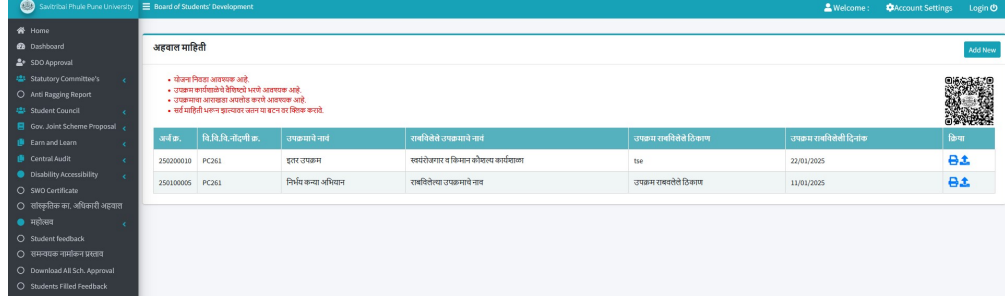 Savitribai Phule Pune University
Board of Students' Development
Welcome :
Account Settings
Login
Home
Dashboard
SDO Approval
Statutory Committee's
Anti Ragging Report
Student Council
Gov. Joint Scheme Proposal
Earn and Learn
Central Audit
Disability Accessibility
SWO Certificate
सांस्कृतिक का. अधिकारी अहवाल
महोत्सव
Student feedback
समन्वयक नामांकन प्रस्ताव
Download All Sch. Approval
Students Filled Feedback
अहवाल माहिती
Add New
योजना निवडा आवश्यक आहे.
उपक्रम कार्यशाळेचे वैशिष्ट्ये भरणे आवश्यक आहे.
उपक्रमाचा आराखडा अपलोड करणे आवश्यक आहे.
सर्व माहिती भरून झाल्यावर जतन या बटन वर क्लिक करावे.
अर्ज क्र. वि.वि.वि.नोंदणी क्र. उपक्रमाचे नावं राबविलेले उपक्रमाचे नावं उपक्रम राबविलेले ठिकाण उपक्रम राबविलेली दिनांक क्रिया
250200010 PC261 इतर उपक्रम स्वयंरोजगार व किमान कौशल्य कार्यशाळा tse 22/01/2025
250100005 PC261 निर्भय कन्या अभियान राबविलेल्या उपक्रमाचे नाव उपक्रम राबवलेले ठिकाण 11/01/2025